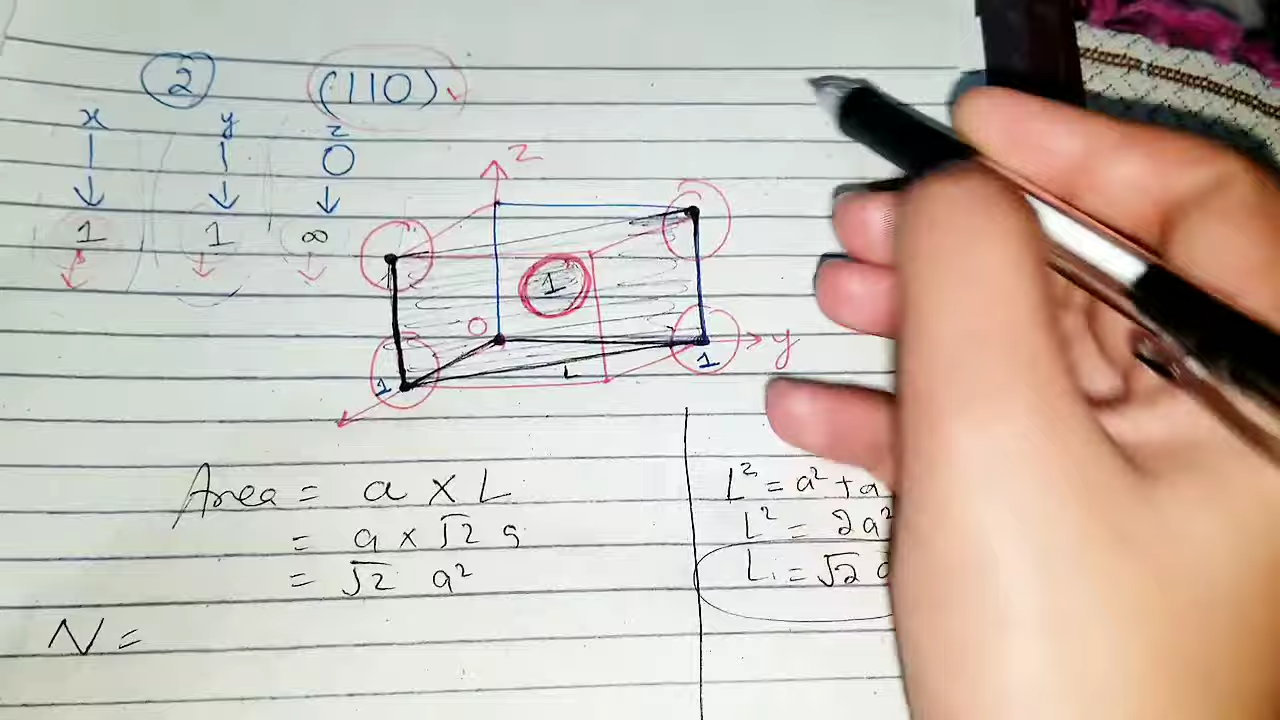 2 (110)
x y z
1 1 0
↓ ↓ ↓
1 1 ∞
z
1
O
y
1
1
L
Area = a × L
= a × √2 a
= √2 a²
N =
L² = a² + a
L² = 2a²
L = √2